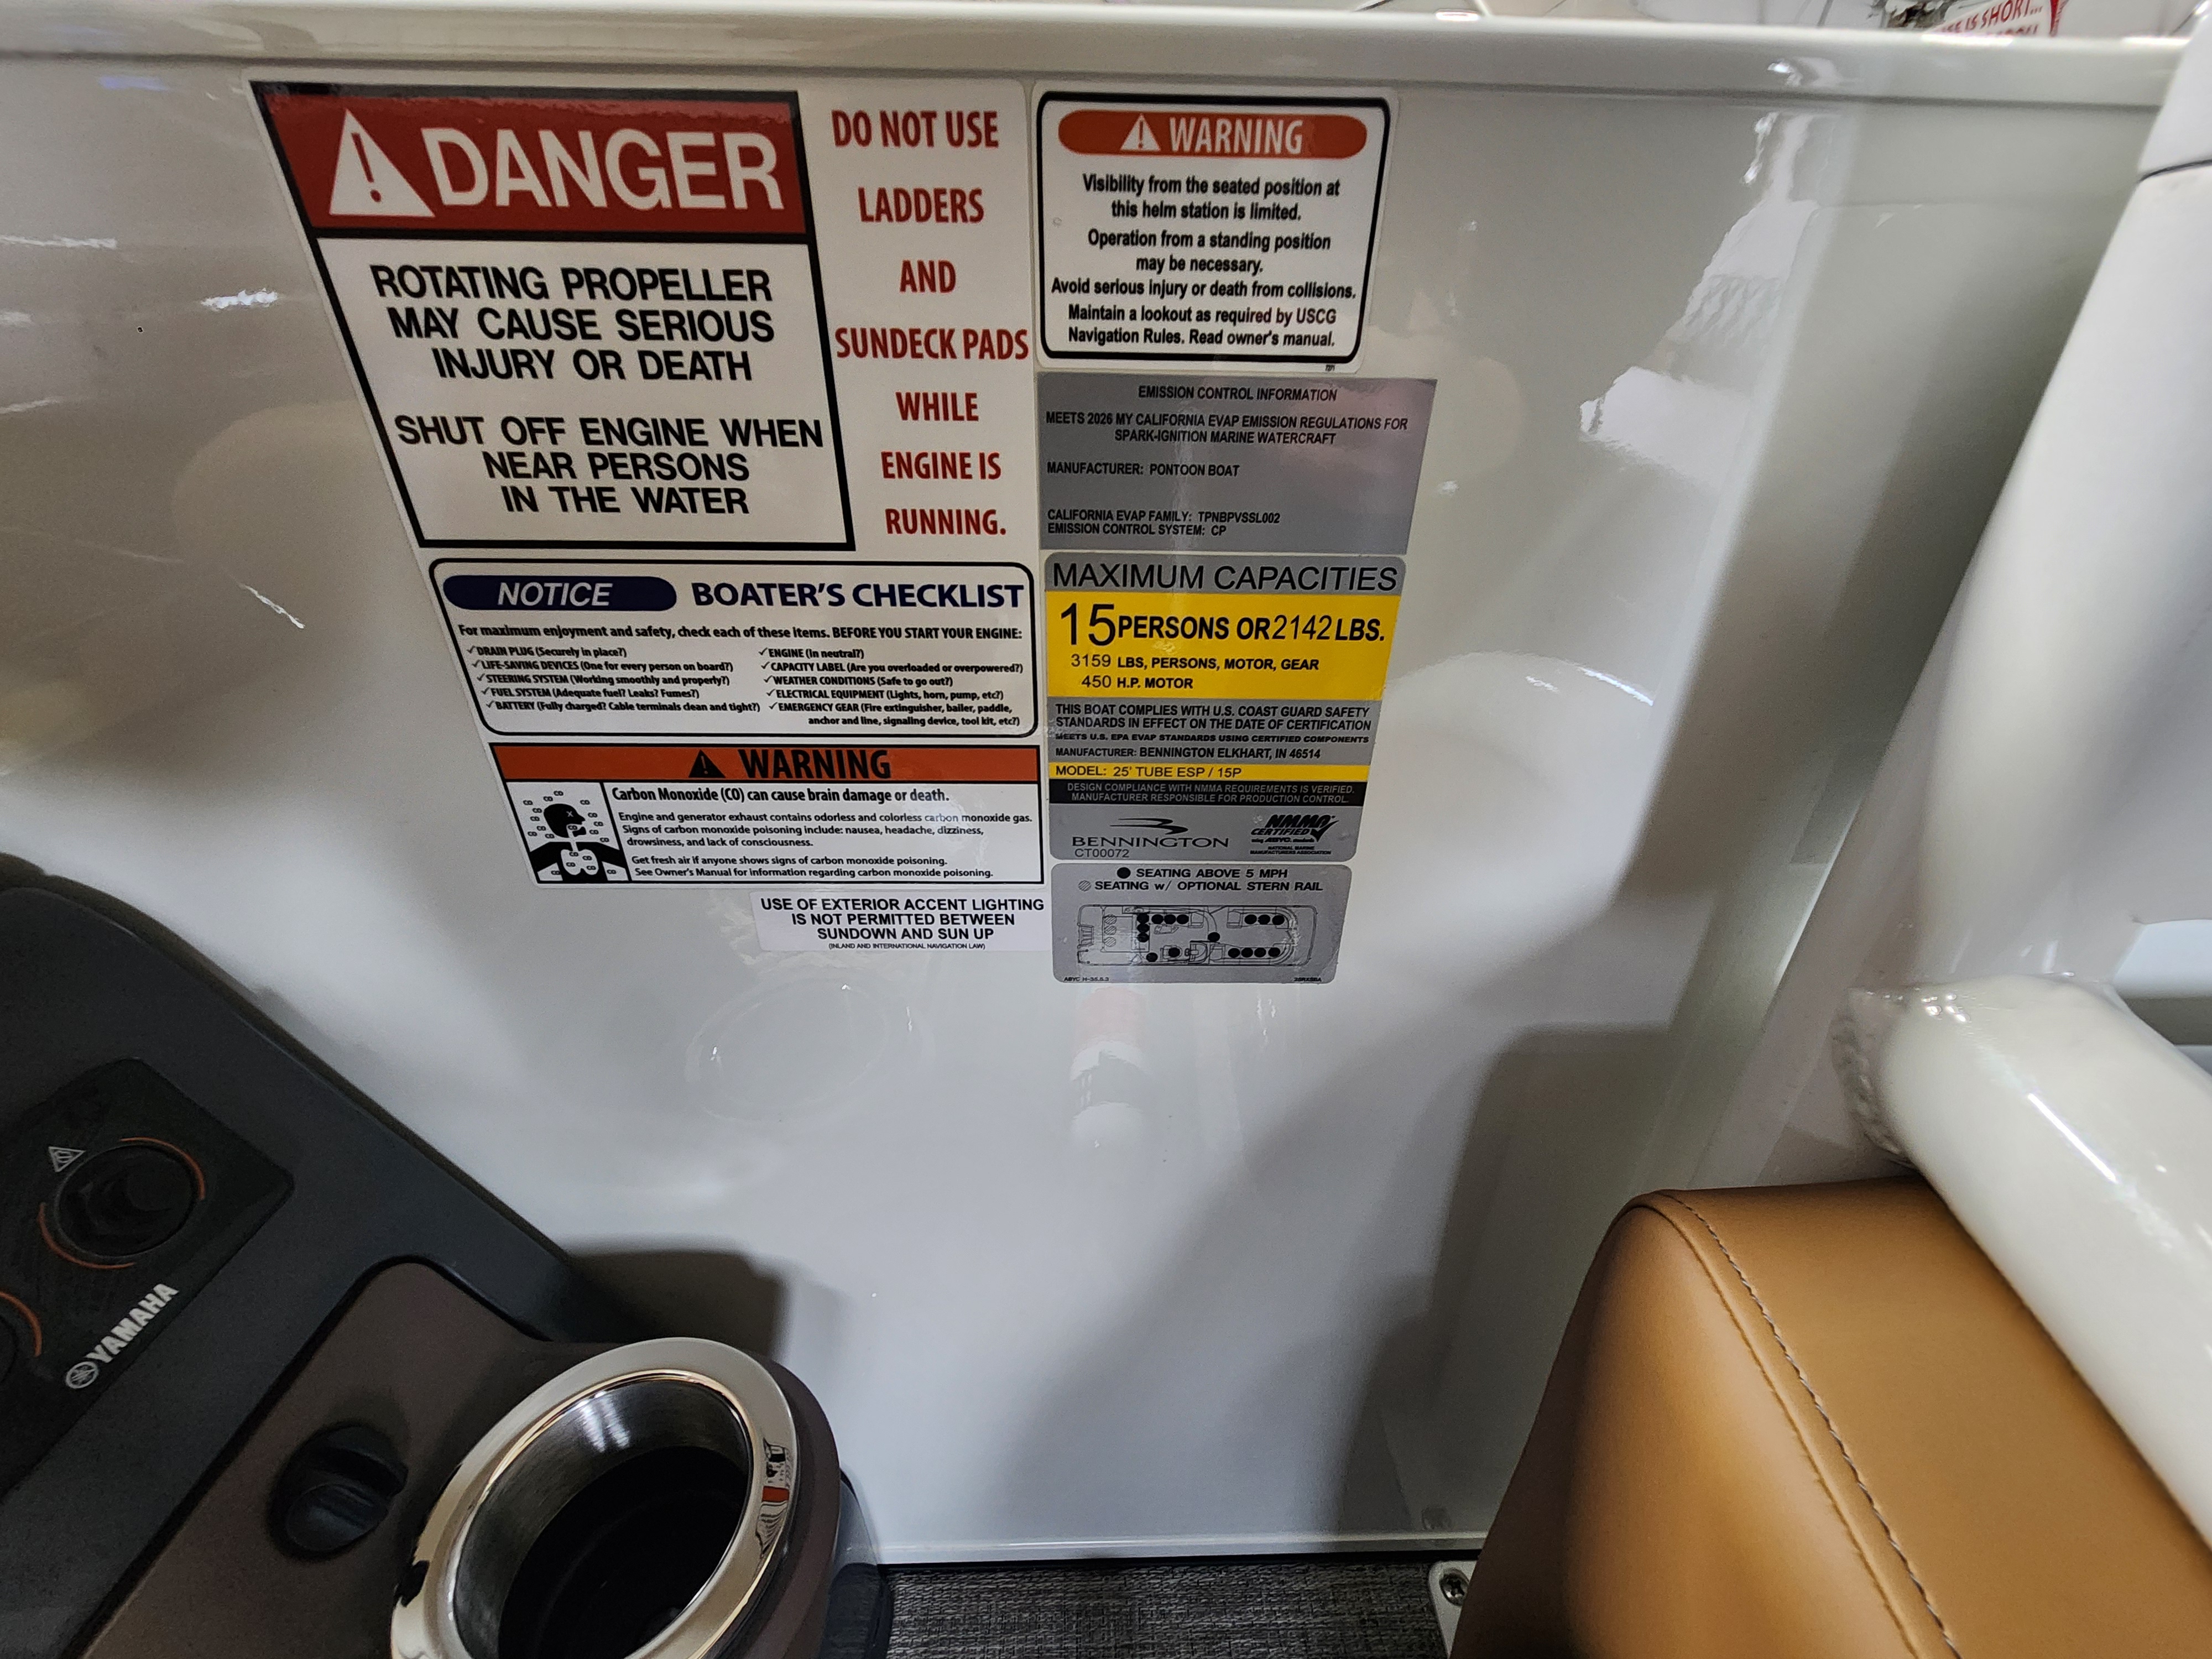 DANGER
ROTATING PROPELLER
MAY CAUSE SERIOUS
INJURY OR DEATH
SHUT OFF ENGINE WHEN
NEAR PERSONS
IN THE WATER
DO NOT USE
LADDERS
AND
SUNDECK PADS
WHILE
ENGINE IS
RUNNING.
WARNING
Visibility from the seated position at
this helm station is limited.
Operation from a standing position
may be necessary.
Avoid serious injury or death from collisions.
Maintain a lookout as required by USCG
Navigation Rules. Read owner's manual.
EMISSION CONTROL INFORMATION
MEETS 2026 MY CALIFORNIA EVAP EMISSION REGULATIONS FOR
SPARK-IGNITION MARINE WATERCRAFT
MANUFACTURER: PONTOON BOAT
CALIFORNIA EVAP FAMILY: TPNBPVSSL002
EMISSION CONTROL SYSTEM: CP
NOTICE BOATER'S CHECKLIST
For maximum enjoyment and safety, check each of these items. BEFORE YOU START YOUR ENGINE:
✓DRAIN PLUG (Securely in place?)
✓LIFE-SAVING DEVICES (One for every person on board?)
✓STEERING SYSTEM (Working smoothly and properly?)
✓FUEL SYSTEM (Adequate fuel? Leaks? Fumes?)
✓BATTERY (Fully charged? Cable terminals clean and tight?)
✓ENGINE (In neutral?)
✓CAPACITY LABEL (Are you overloaded or overpowered?)
✓WEATHER CONDITIONS (Safe to go out?)
✓ELECTRICAL EQUIPMENT (Lights, horn, pump, etc?)
✓EMERGENCY GEAR (Fire extinguisher, bailer, paddle,
anchor and line, signaling device, tool kit, etc?)
MAXIMUM CAPACITIES
15 PERSONS OR 2142 LBS.
3159 LBS, PERSONS, MOTOR, GEAR
450 H.P. MOTOR
THIS BOAT COMPLIES WITH U.S. COAST GUARD SAFETY
STANDARDS IN EFFECT ON THE DATE OF CERTIFICATION
MEETS U.S. EPA EVAP STANDARDS USING CERTIFIED COMPONENTS
MANUFACTURER: BENNINGTON ELKHART, IN 46514
MODEL: 25' TUBE ESP / 15P
DESIGN COMPLIANCE WITH NMMA REQUIREMENTS IS VERIFIED.
MANUFACTURER RESPONSIBLE FOR PRODUCTION CONTROL.
BENNINGTON
CT00072
NMMA
CERTIFIED
NATIONAL MARINE
MANUFACTURERS ASSOCIATION
WARNING
Carbon Monoxide (CO) can cause brain damage or death.
Engine and generator exhaust contains odorless and colorless carbon monoxide gas.
Signs of carbon monoxide poisoning include: nausea, headache, dizziness,
drowsiness, and lack of consciousness.
Get fresh air if anyone shows signs of carbon monoxide poisoning.
See Owner's Manual for information regarding carbon monoxide poisoning.
USE OF EXTERIOR ACCENT LIGHTING
IS NOT PERMITTED BETWEEN
SUNDOWN AND SUN UP
(INLAND AND INTERNATIONAL NAVIGATION LAW)
SEATING ABOVE 5 MPH
SEATING w/ OPTIONAL STERN RAIL
YAMAHA
IS SHORT...